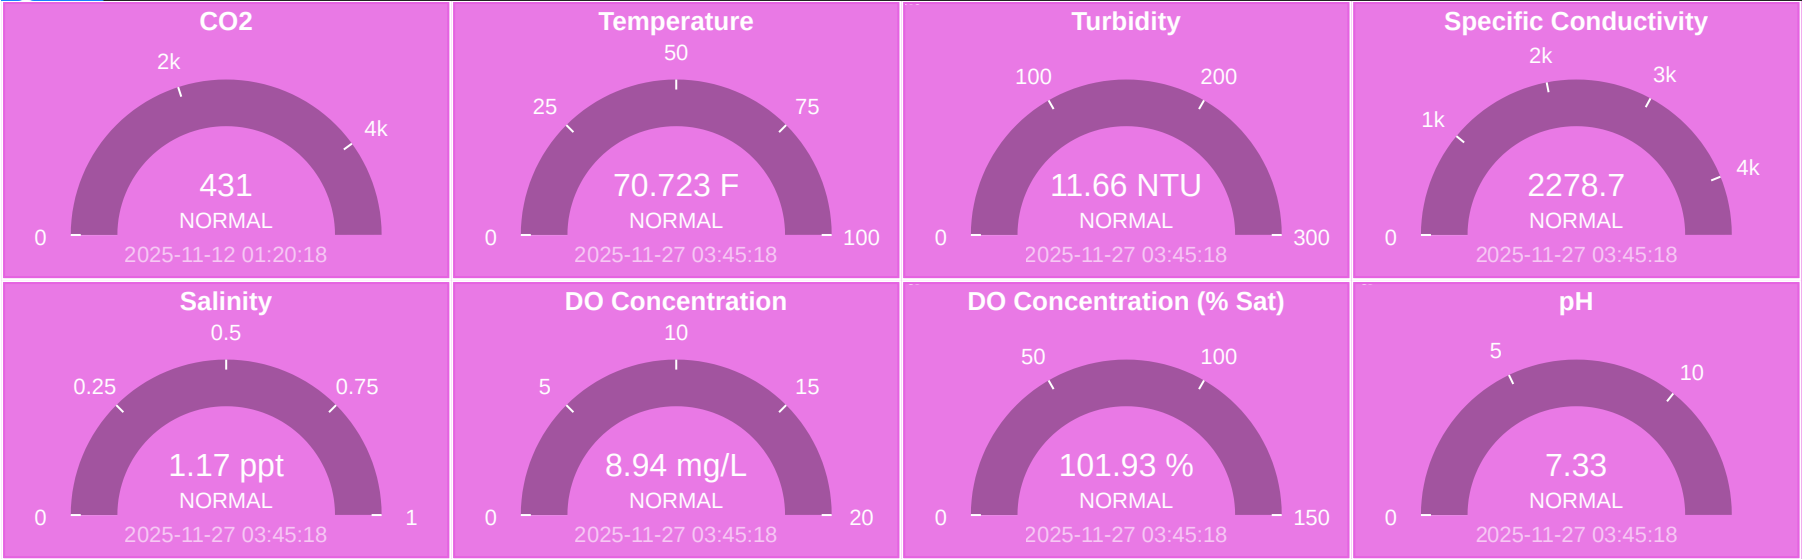 CO2
2k
4k
0
431
NORMAL
2025-11-12 01:20:18
Temperature
50
25
75
0
100
70.723 F
NORMAL
2025-11-27 03:45:18
Turbidity
100
200
0
300
11.66 NTU
NORMAL
2025-11-27 03:45:18
Specific Conductivity
2k
3k
1k
4k
0
2278.7
NORMAL
2025-11-27 03:45:18
Salinity
0.5
0.25
0.75
0
1
1.17 ppt
NORMAL
2025-11-27 03:45:18
DO Concentration
10
5
15
0
20
8.94 mg/L
NORMAL
2025-11-27 03:45:18
DO Concentration (% Sat)
50
100
0
150
101.93 %
NORMAL
2025-11-27 03:45:18
pH
5
10
0
7.33
NORMAL
2025-11-27 03:45:18